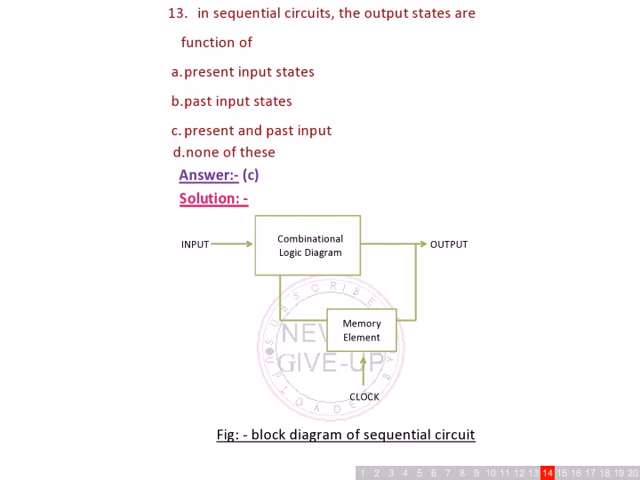 13. in sequential circuits, the output states are
function of
a.present input states
b.past input states
c. present and past input
d.none of these
Answer:- (c)
Solution: -
INPUT
Combinational
Logic Diagram
OUTPUT
SUBSCRIBE
Memory
Element
GIVE-UP
CLOCK
Fig: - block diagram of sequential circuit
1 2 3 4 5 6 7 8 9 10 11 12 13 14 15 16 17 18 19 20